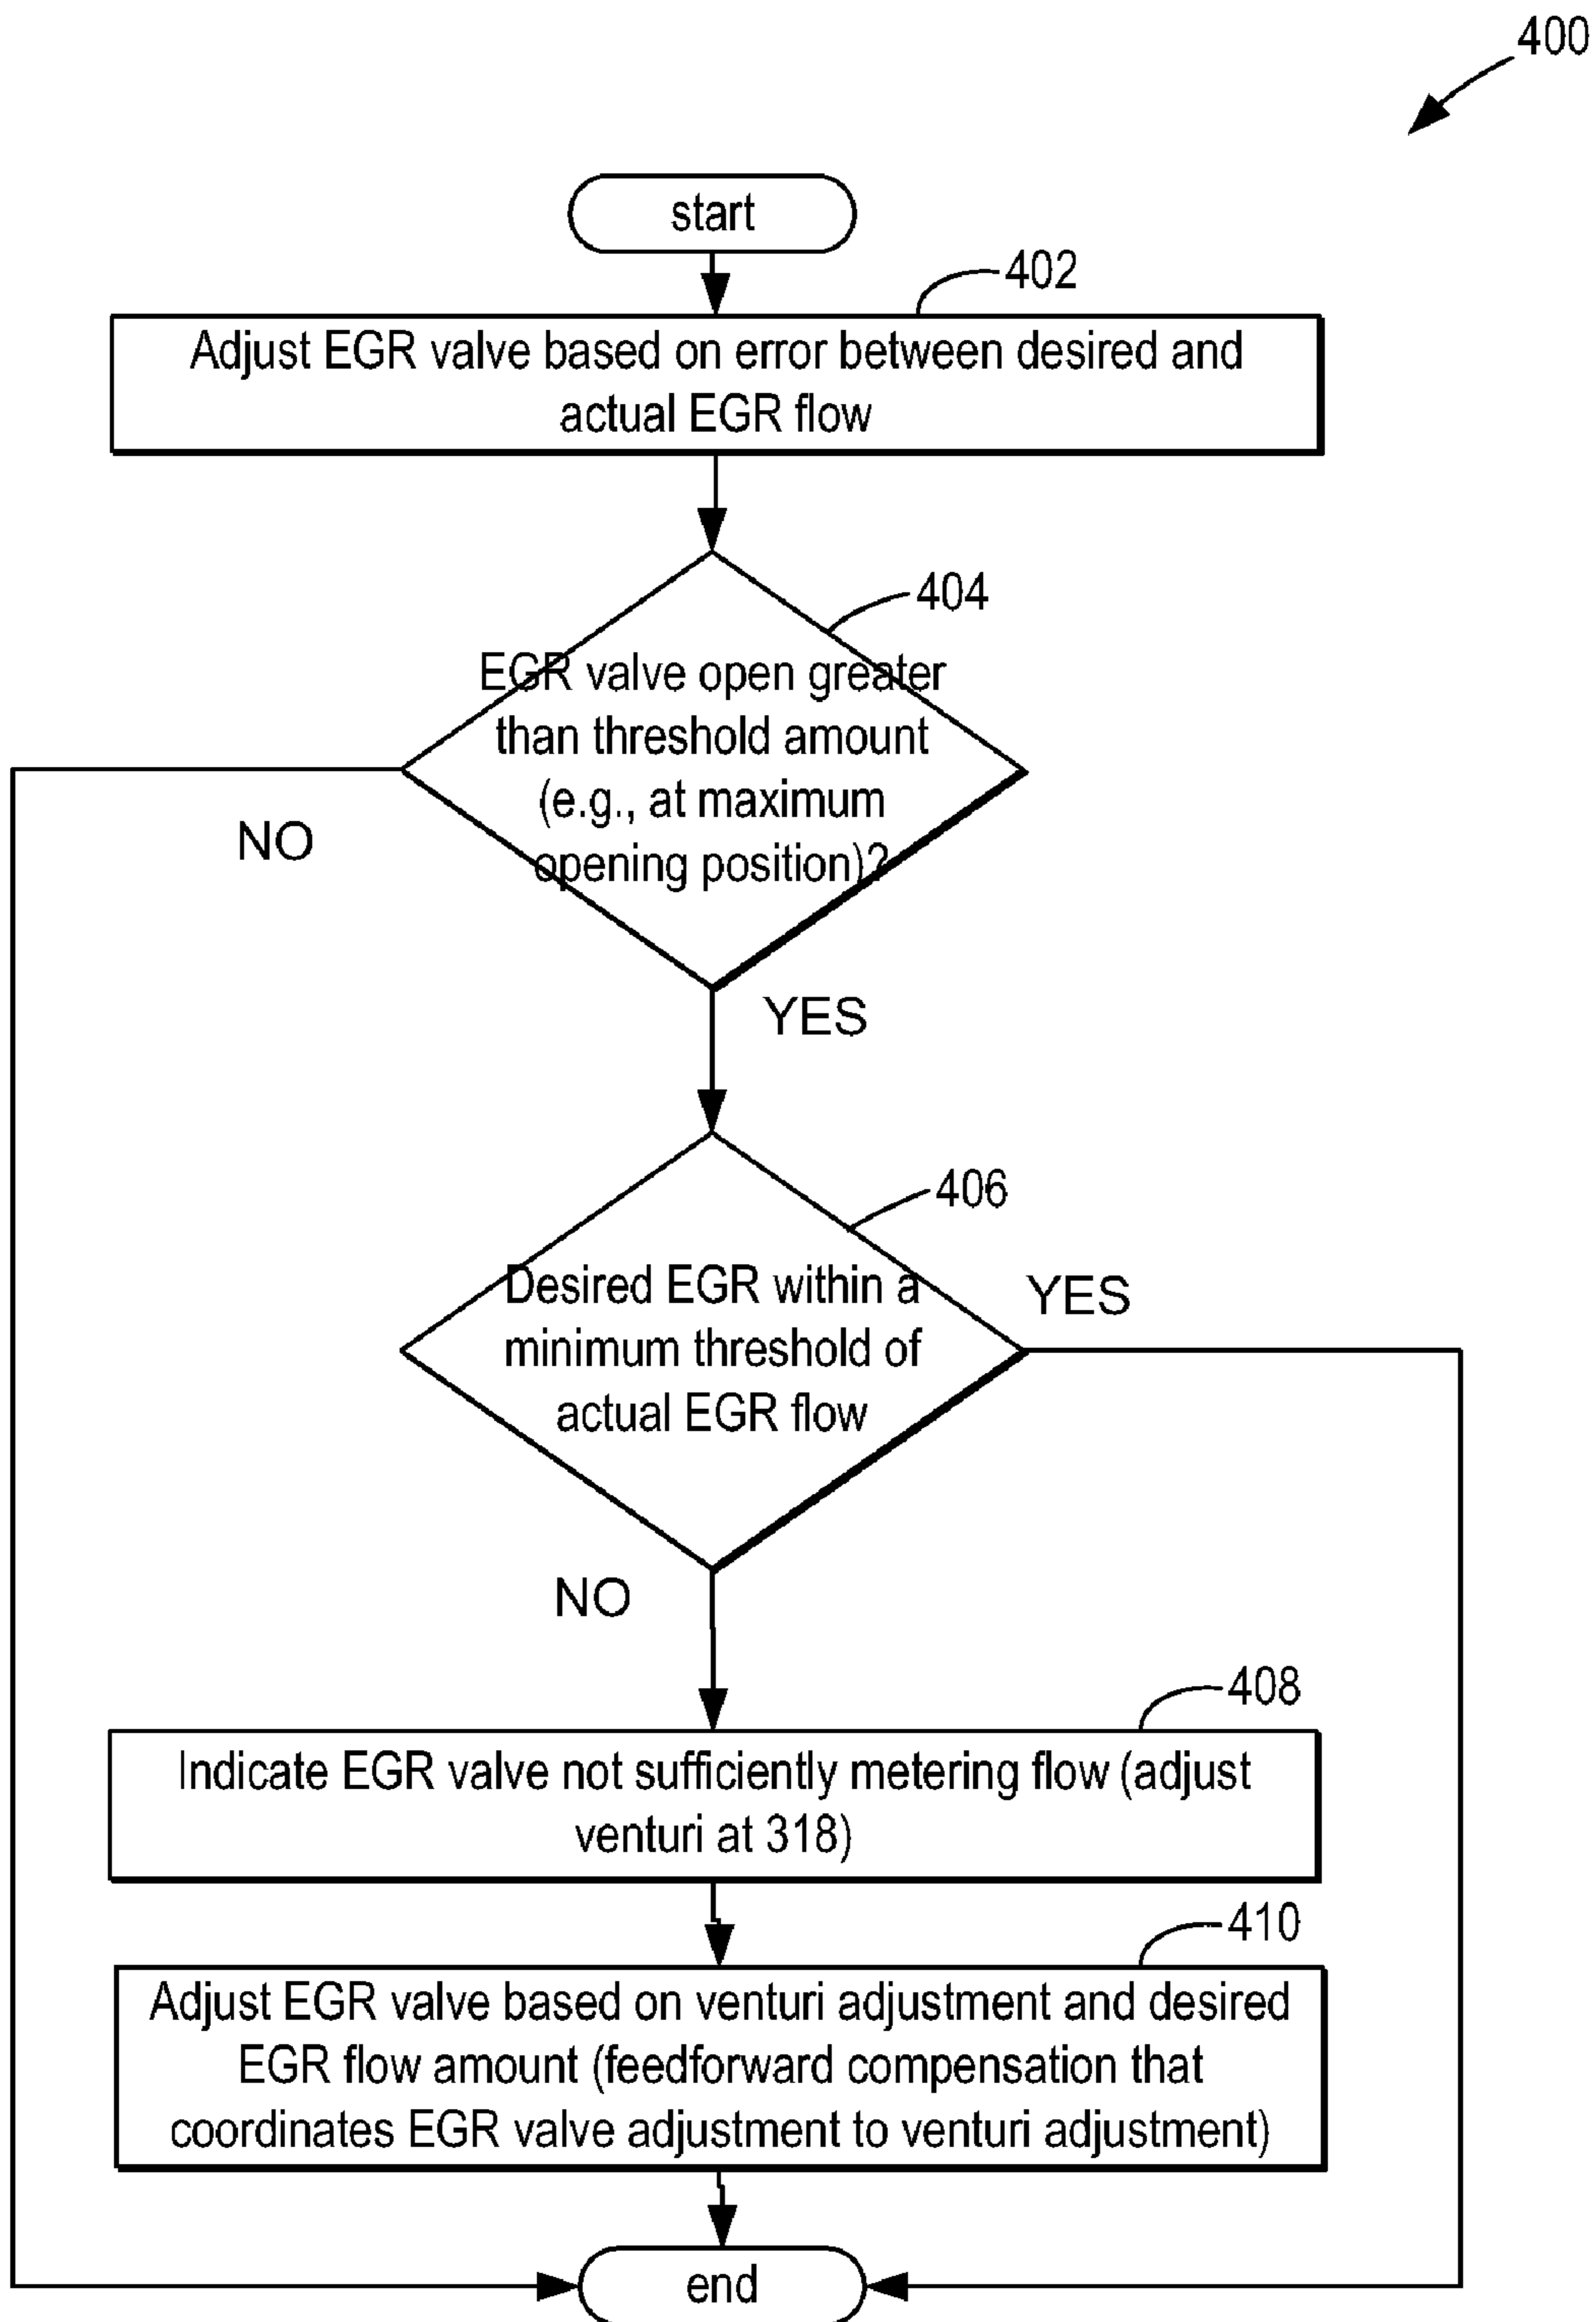 400
start
402
Adjust EGR valve based on error between desired and
actual EGR flow
404
EGR valve open greater
than threshold amount
(e.g., at maximum
opening position)?
NO
YES
406
Desired EGR within a
minimum threshold of
actual EGR flow
YES
NO
408
Indicate EGR valve not sufficiently metering flow (adjust
venturi at 318)
410
Adjust EGR valve based on venturi adjustment and desired
EGR flow amount (feedforward compensation that
coordinates EGR valve adjustment to venturi adjustment)
end